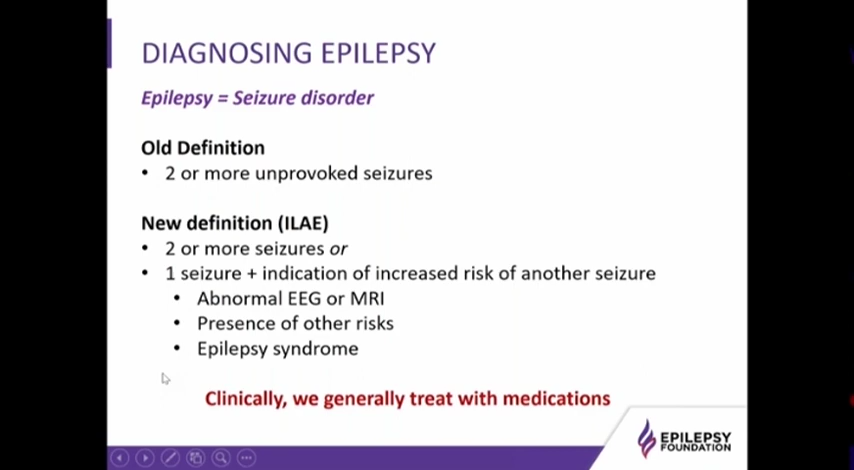 DIAGNOSING EPILEPSY
Epilepsy = Seizure disorder
Old Definition
• 2 or more unprovoked seizures
New definition (ILAE)
• 2 or more seizures or
• 1 seizure + indication of increased risk of another seizure
• Abnormal EEG or MRI
• Presence of other risks
• Epilepsy syndrome
Clinically, we generally treat with medications
EPILEPSY
FOUNDATION